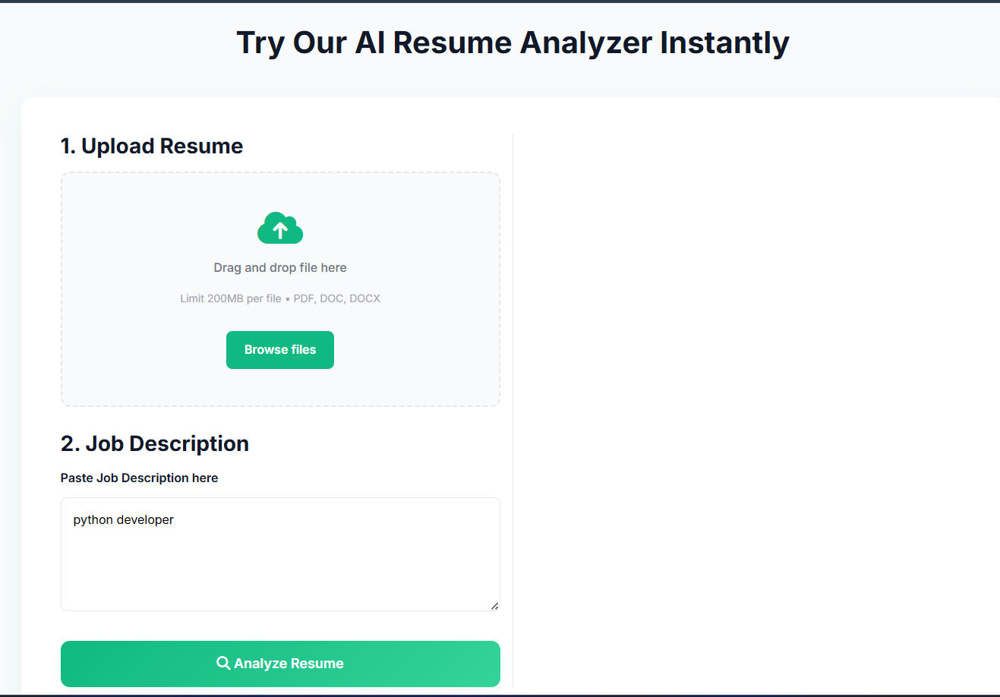 Try Our AI Resume Analyzer Instantly
1. Upload Resume
Drag and drop file here
Limit 200MB per file • PDF, DOC, DOCX
Browse files
2. Job Description
Paste Job Description here
python developer
Analyze Resume